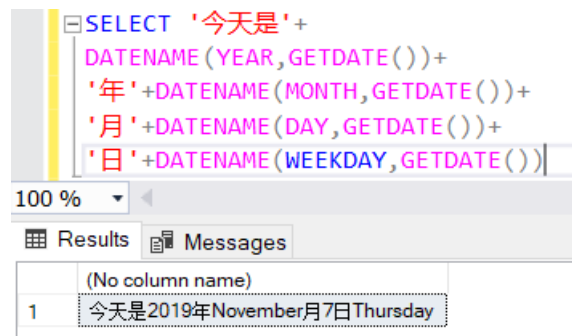 SELECT '今天是'+
DATENAME(YEAR,GETDATE())+
'年'+DATENAME(MONTH,GETDATE())+
'月'+DATENAME(DAY,GETDATE())+
'日'+DATENAME(WEEKDAY,GETDATE())
100 %
Results Messages
(No column name)
1 今天是2019年November月7日Thursday